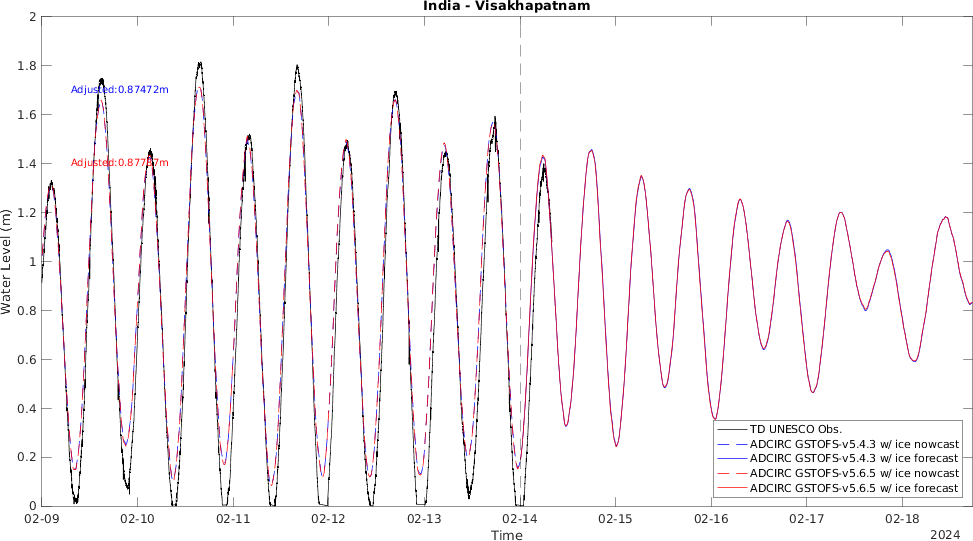 India - Visakhapatnam
2
1.8
1.6
1.4
1.2
1
0.8
0.6
0.4
0.2
0
Water Level (m)
Adjusted:0.87472m
02-09
02-10
02-11
02-12
02-13
02-14
02-15
02-16
02-17
02-18
Time
2024
TD UNESCO Obs.
ADCIRC GSTOFS-v5.4.3 w/ ice nowcast
ADCIRC GSTOFS-v5.4.3 w/ ice forecast
ADCIRC GSTOFS-v5.6.5 w/ ice nowcast
ADCIRC GSTOFS-v5.6.5 w/ ice forecast